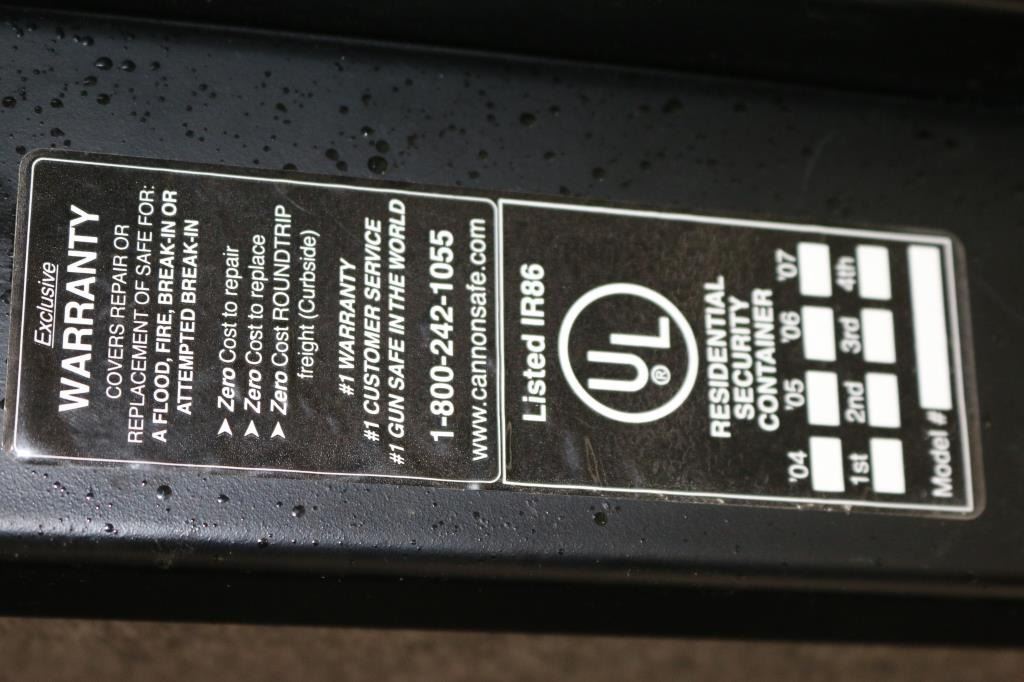 Exclusive
WARRANTY
COVERS REPAIR OR
REPLACEMENT OF SAFE FOR:
A FLOOD, FIRE, BREAK-IN OR
ATTEMPTED BREAK-IN
➤ Zero Cost to repair
➤ Zero Cost to replace
➤ Zero Cost ROUNDTRIP
freight (Curbside)
#1 WARRANTY
#1 CUSTOMER SERVICE
#1 GUN SAFE IN THE WORLD
1-800-242-1055
www.cannonsafe.com
Listed IR86
UL®
RESIDENTIAL
SECURITY
CONTAINER
'04 '05 '06 '07
1st 2nd 3rd 4th
Model #